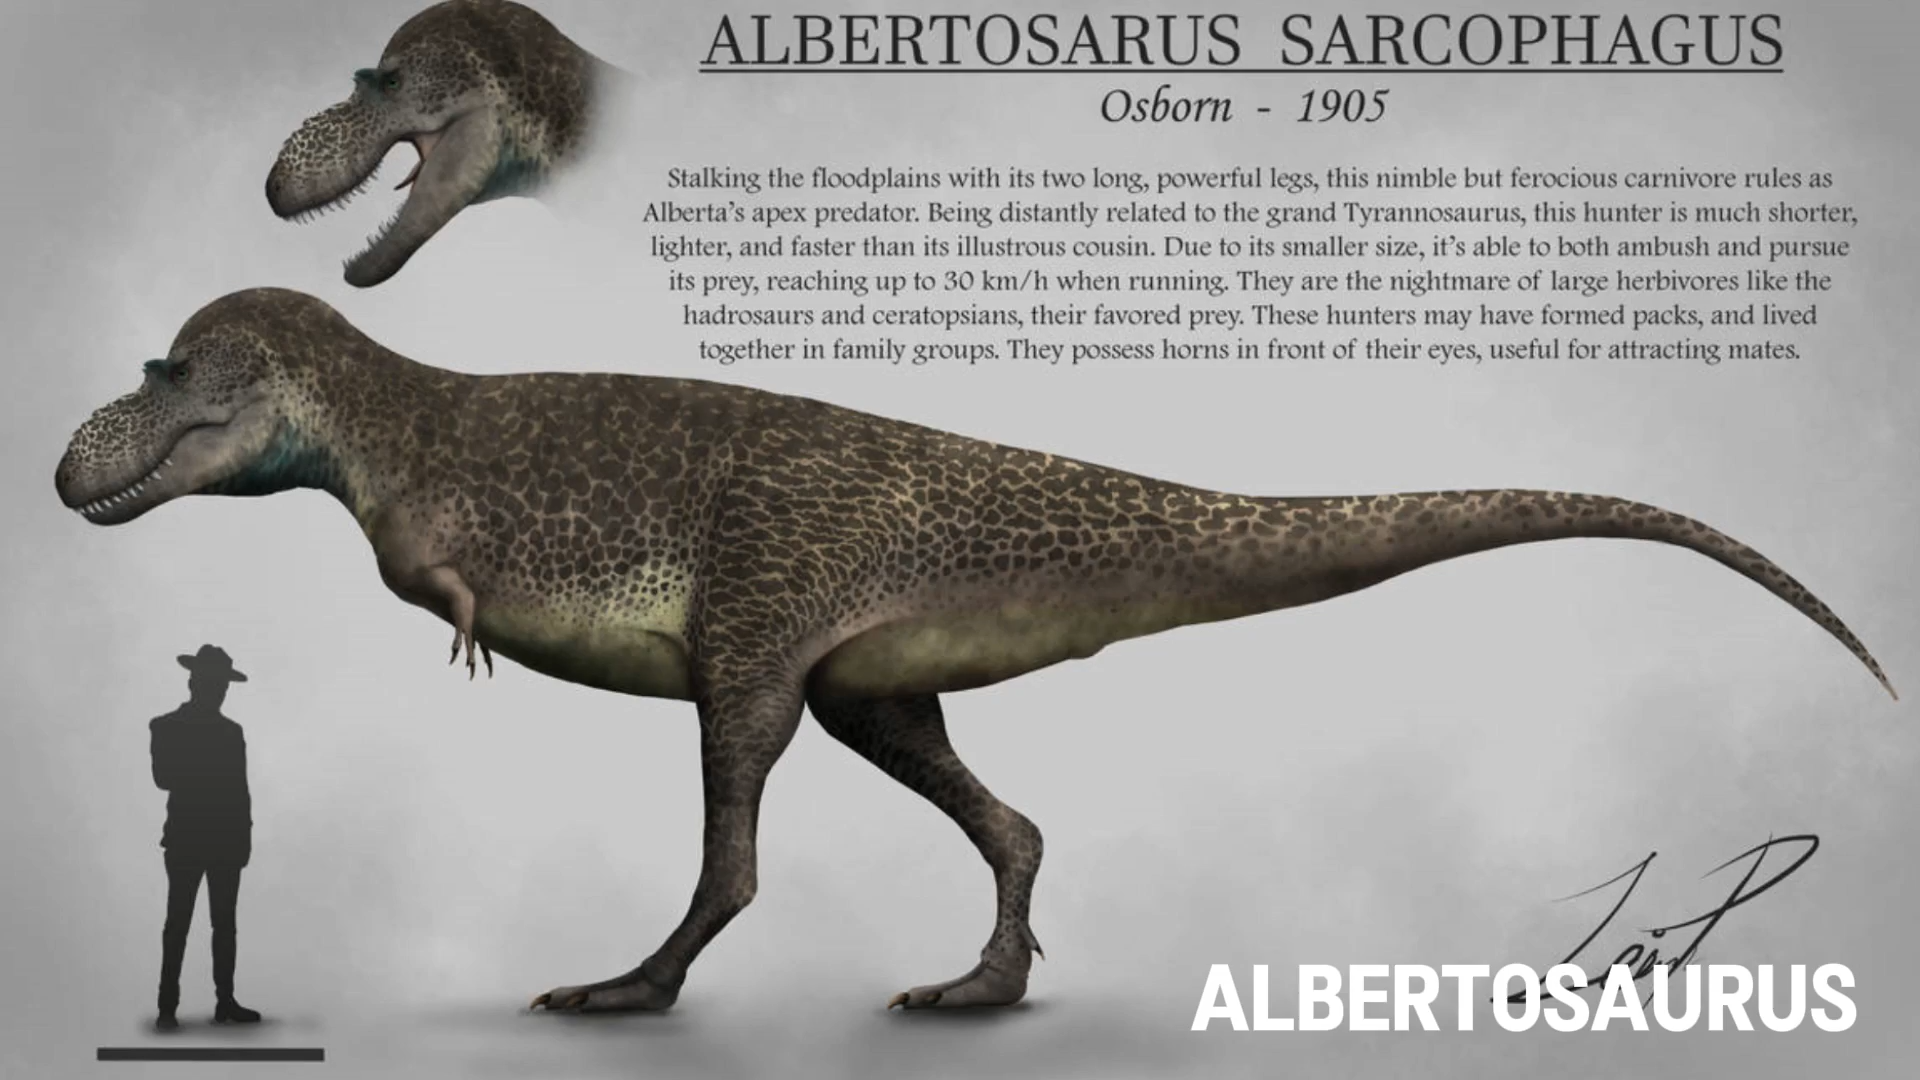 ALBERTOSARUS SARCOPHAGUS
Osborn - 1905
Stalking the floodplains with its two long, powerful legs, this nimble but ferocious carnivore rules as
Alberta's apex predator. Being distantly related to the grand Tyrannosaurus, this hunter is much shorter,
lighter, and faster than its illustrous cousin. Due to its smaller size, it's able to both ambush and pursue
its prey, reaching up to 30 km/h when running. They are the nightmare of large herbivores like the
hadrosaurs and ceratopsians, their favored prey. These hunters may have formed packs, and lived
together in family groups. They possess horns in front of their eyes, useful for attracting mates.
ALBERTOSAURUS